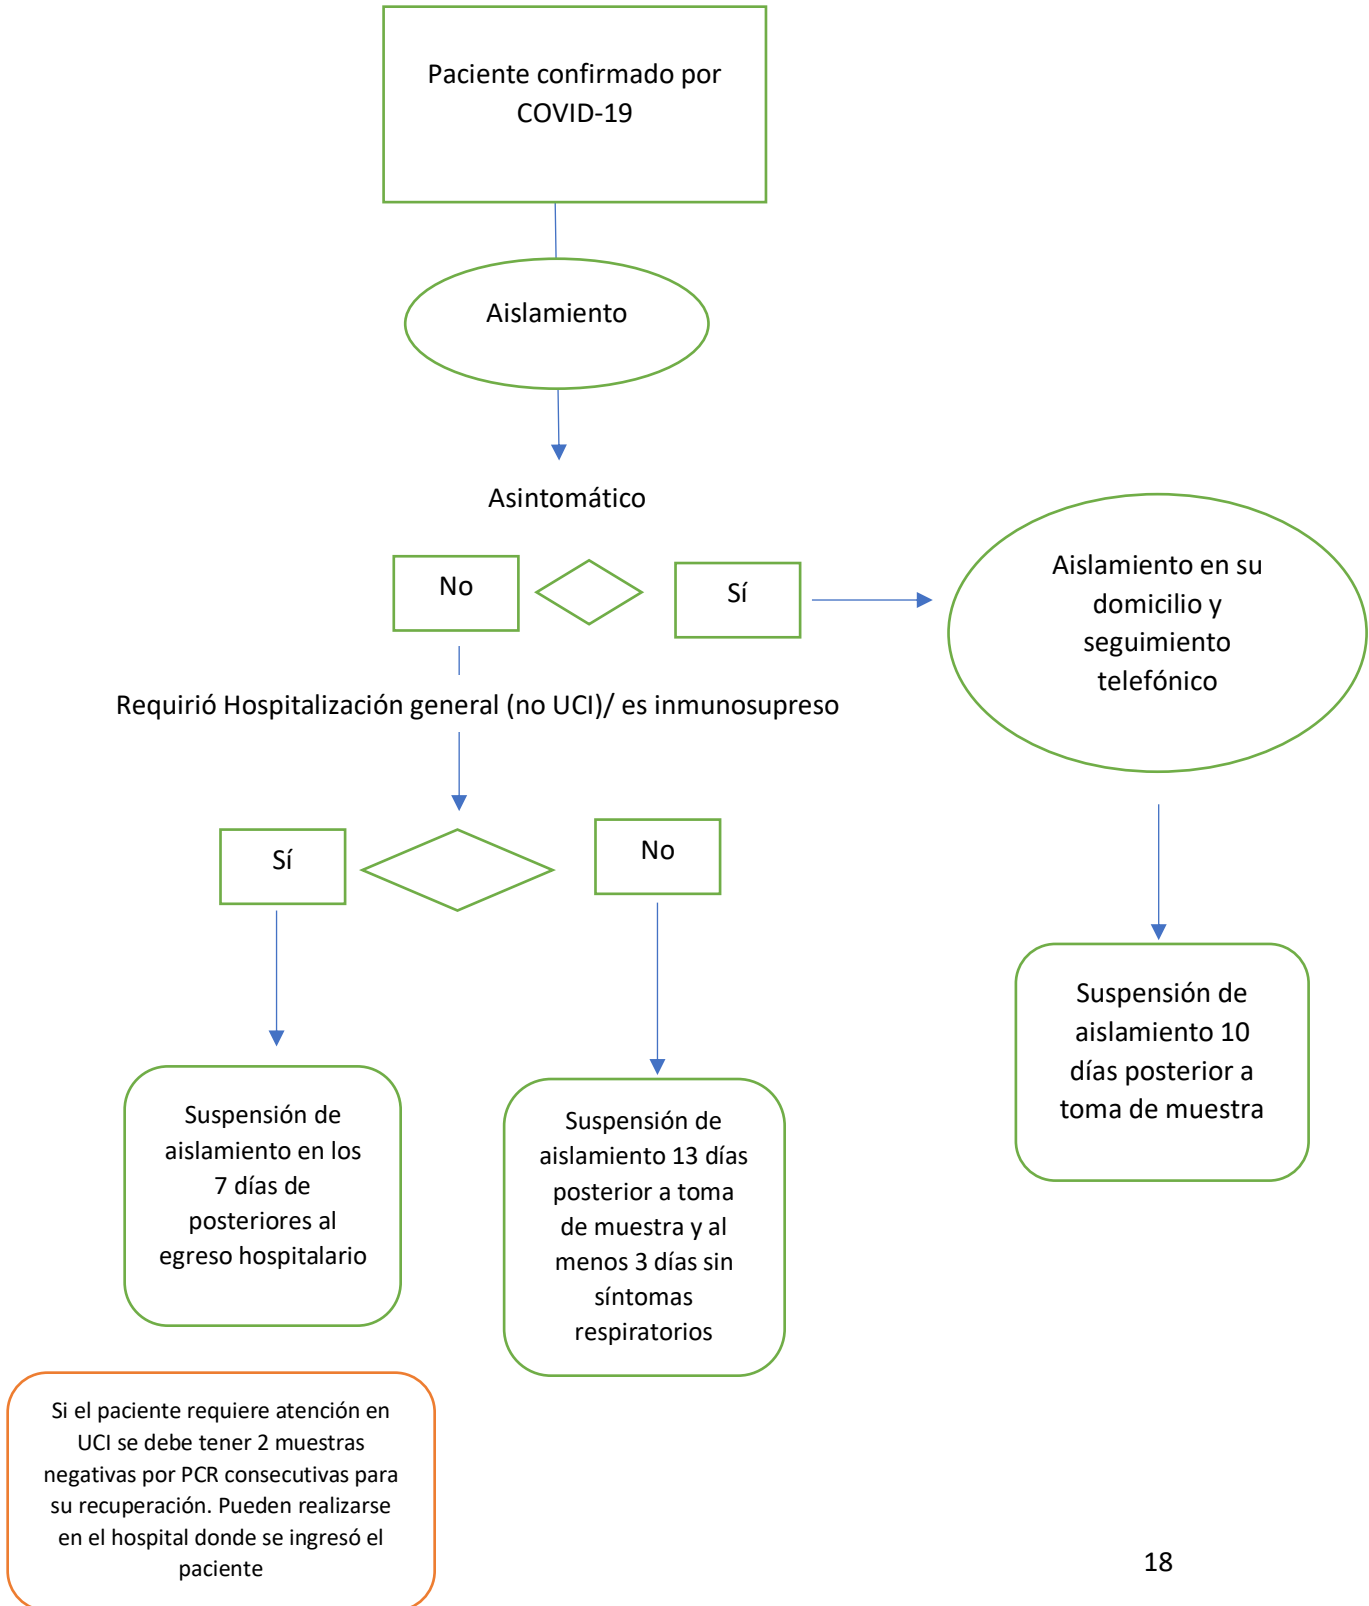 Paciente confirmado por
COVID-19
Aislamiento
Asintomático
No
Sí
Aislamiento en su
domicilio y
seguimiento
telefónico
Requirió Hospitalización general (no UCI)/ es inmunosupreso
Sí
No
Suspensión de
aislamiento 10
días posterior a
toma de muestra
Suspensión de
aislamiento en los
7 días de
posteriores al
egreso hospitalario
Suspensión de
aislamiento 13 días
posterior a toma
de muestra y al
menos 3 días sin
síntomas
respiratorios
Si el paciente requiere atención en
UCI se debe tener 2 muestras
negativas por PCR consecutivas para
su recuperación. Pueden realizarse
en el hospital donde se ingresó el
paciente
18